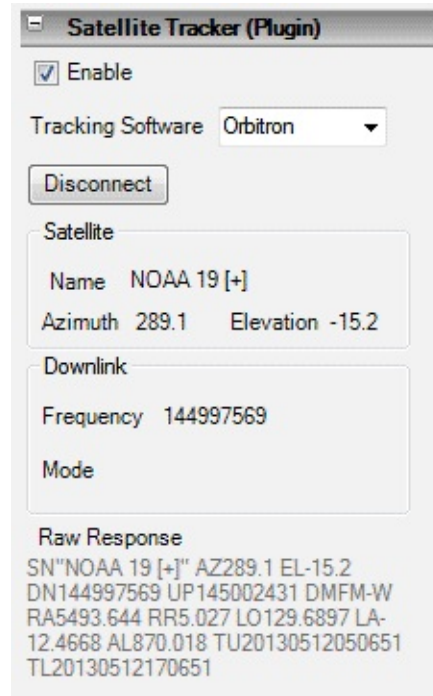 Satellite Tracker (Plugin)
Enable
Tracking Software Orbitron
Disconnect
Satellite
Name NOAA 19 [+]
Azimuth 289.1 Elevation -15.2
Downlink
Frequency 144997569
Mode
Raw Response
SN"NOAA 19 [+]" AZ289.1 EL-15.2
DN144997569 UP145002431 DMFM-W
RA5493.644 RR5.027 LO129.6897 LA-
12.4668 AL870.018 TU20130512050651
TL20130512170651